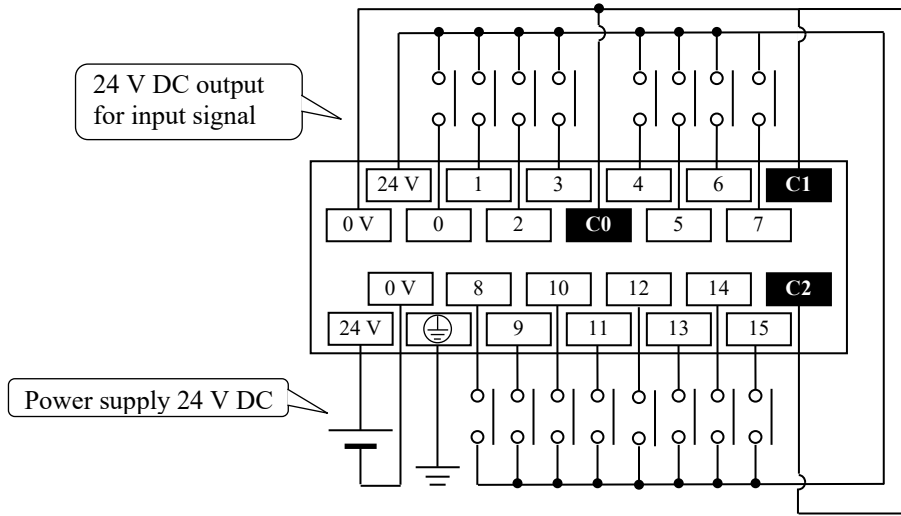 24 V DC output
for input signal
24 V 1 3 4 6 C1
0 V 0 2 C0 5 7
0 V 8 10 12 14 C2
24 V 9 11 13 15
Power supply 24 V DC